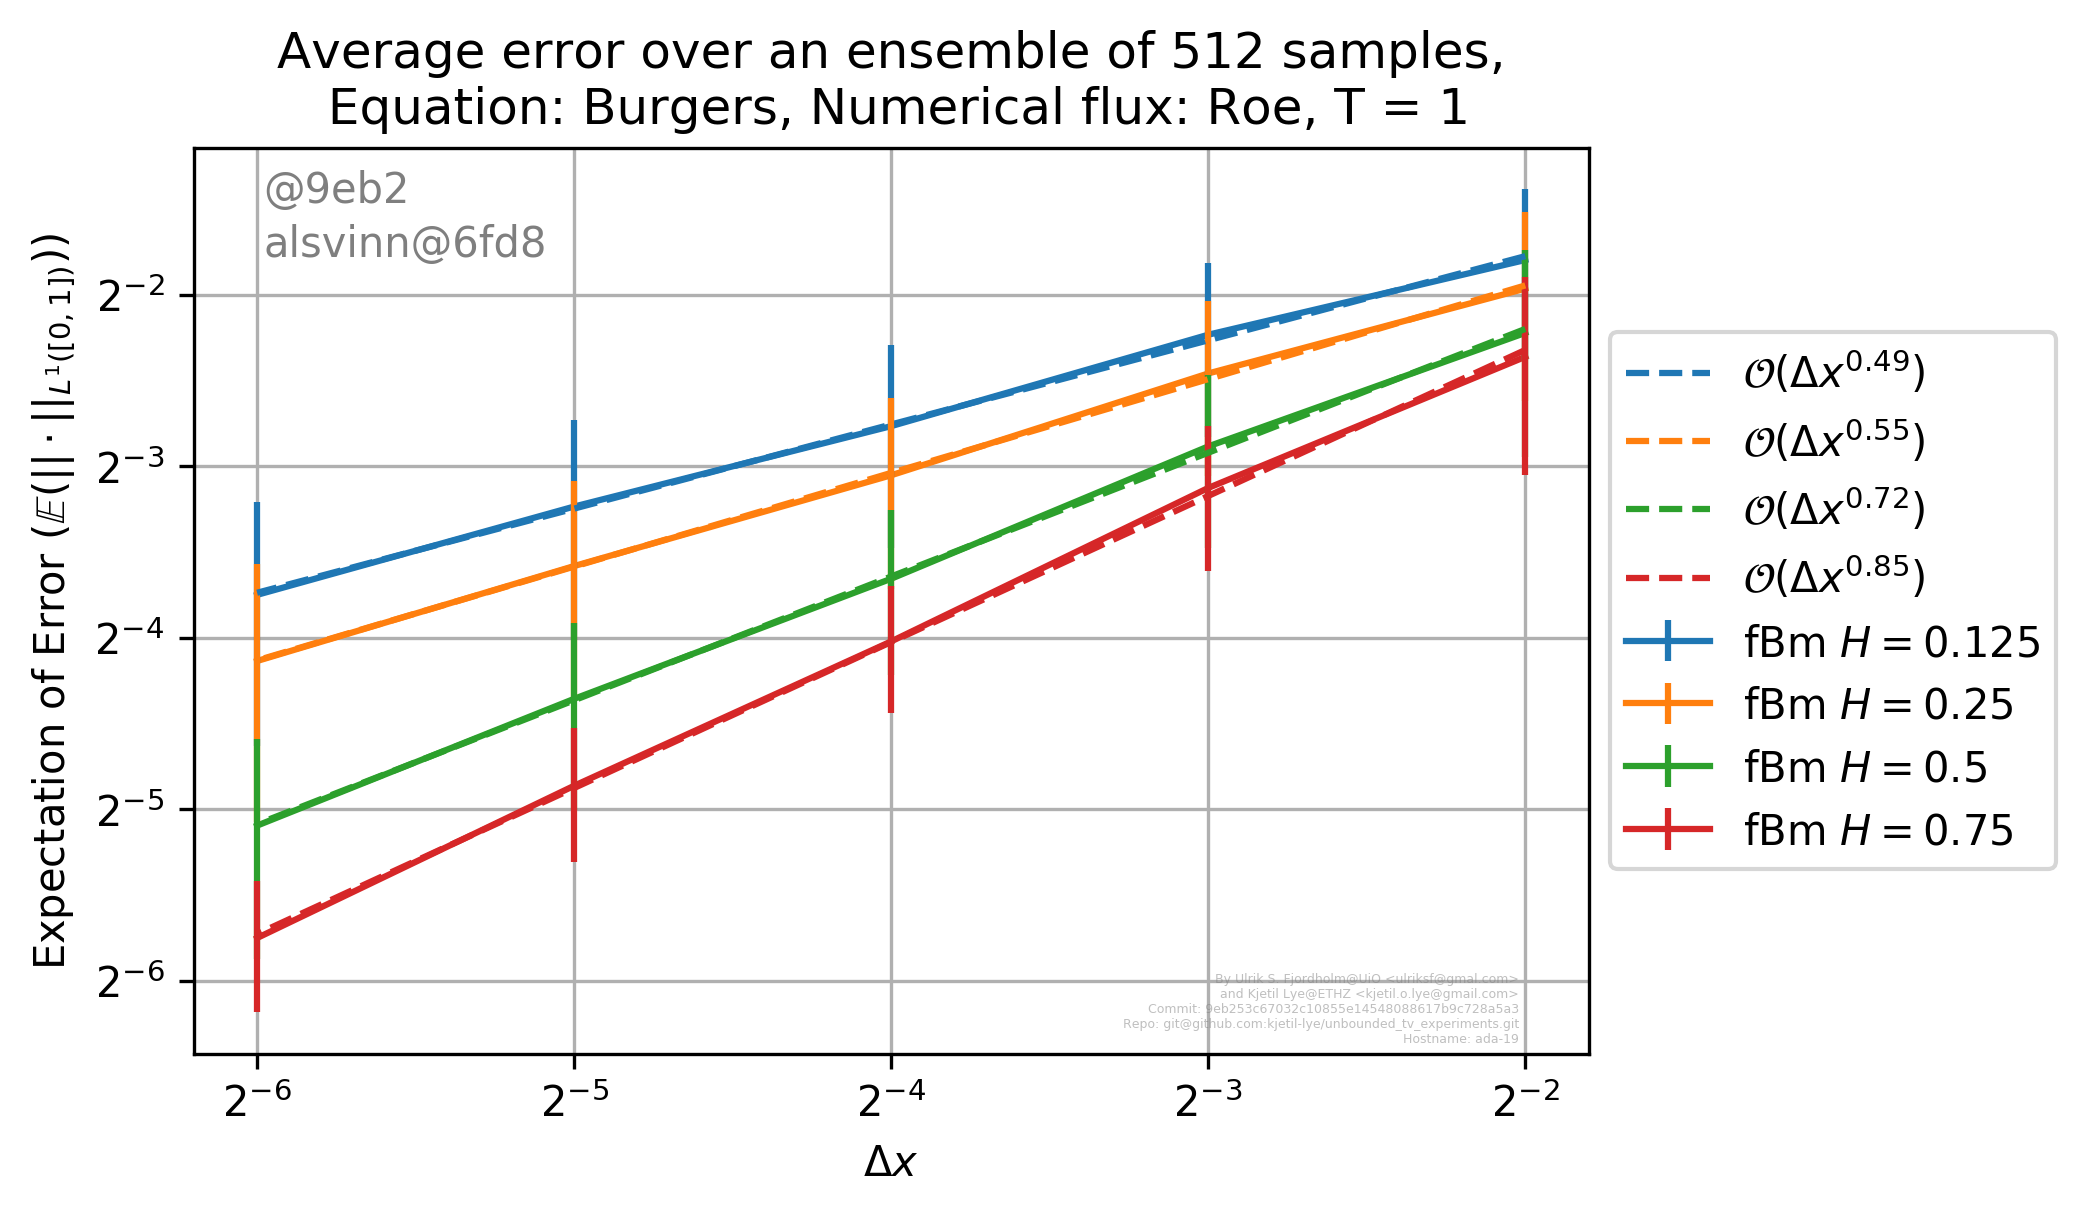 Average error over an ensemble of 512 samples,
Equation: Burgers, Numerical flux: Roe, T = 1
@9eb2
alsvinn@6fd8
Expectation of Error (𝔼(||·||_{L^1([0,1])}))
2^{-2}
2^{-3}
2^{-4}
2^{-5}
2^{-6}
By Ulrik S. Fjordholm@UiO <ulriksf@gmal.com>
and Kjetil Lye@ETHZ <kjetil.o.lye@gmail.com>
Commit: 9eb253c67032c10855e14548088617b9c728a5a3
Repo: git@github.com:kjetil-lye/unbounded_tv_experiments.git
Hostname: ada-19
2^{-6} 2^{-5} 2^{-4} 2^{-3} 2^{-2}
Δx
𝒪(Δx^{0.49})
𝒪(Δx^{0.55})
𝒪(Δx^{0.72})
𝒪(Δx^{0.85})
fBm H = 0.125
fBm H = 0.25
fBm H = 0.5
fBm H = 0.75